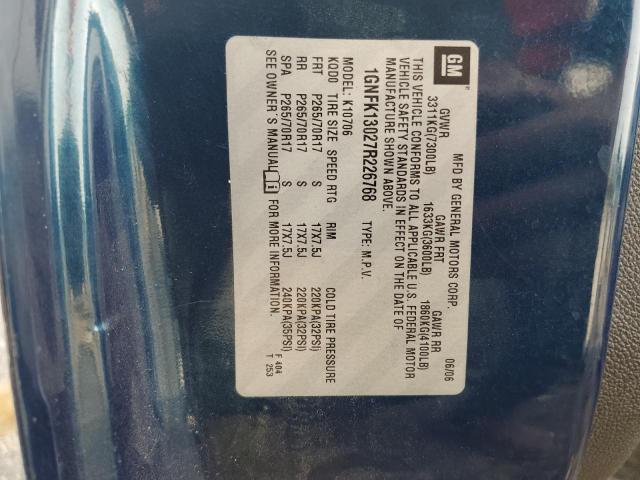 GM
MFD BY GENERAL MOTORS CORP. 06/06
GVWR GAWR FRT GAWR RR
3311KG(7300LB) 1633KG(3600LB) 1860KG(4100LB)
THIS VEHICLE CONFORMS TO ALL APPLICABLE U.S. FEDERAL MOTOR
VEHICLE SAFETY STANDARDS IN EFFECT ON THE DATE OF
MANUFACTURE SHOWN ABOVE.
1GNFK13027R226768 TYPE: M.P.V.
MODEL: K10706
KODO TIRE SIZE SPEED RTG RIM COLD TIRE PRESSURE
FRT P265/70R17 S 17X7.5J 220KPA(32PSI)
RR P265/70R17 S 17X7.5J 220KPA(32PSI)
SPA P265/70R17 S 17X7.5J 240KPA(35PSI)
SEE OWNER'S MANUAL i FOR MORE INFORMATION.
F 404
T 253